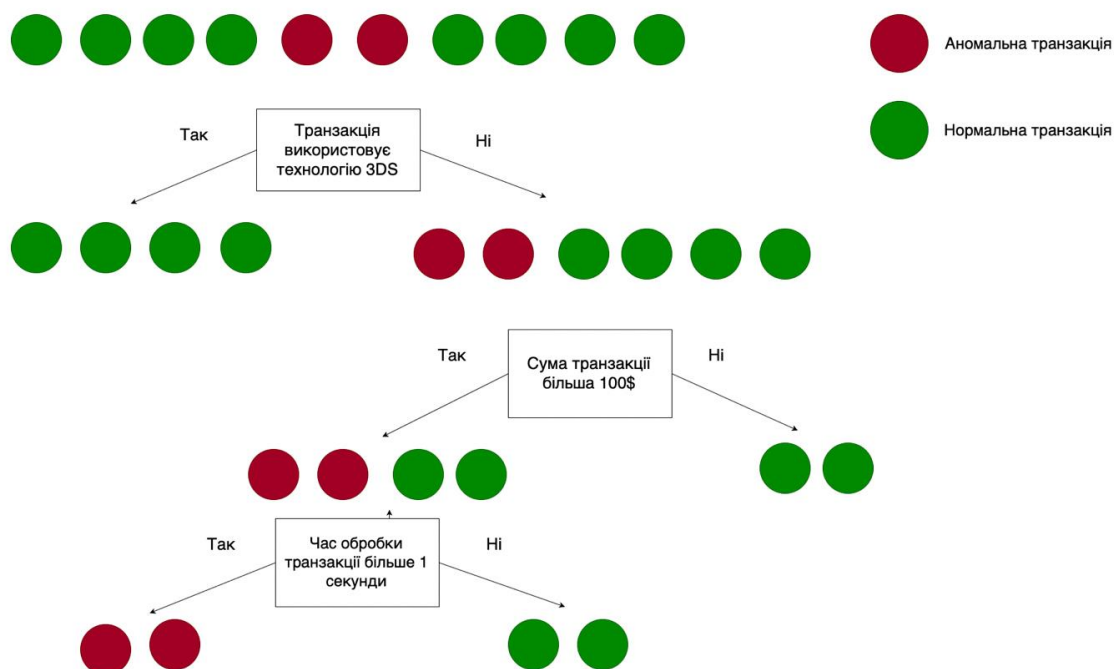 Аномальна транзакція
Нормальна транзакція
Так
Транзакція
використовує
технологію 3DS
Ні
Так
Сума транзакції
більша 100$
Ні
Так
Час обробки
транзакції більше 1
секунди
Ні